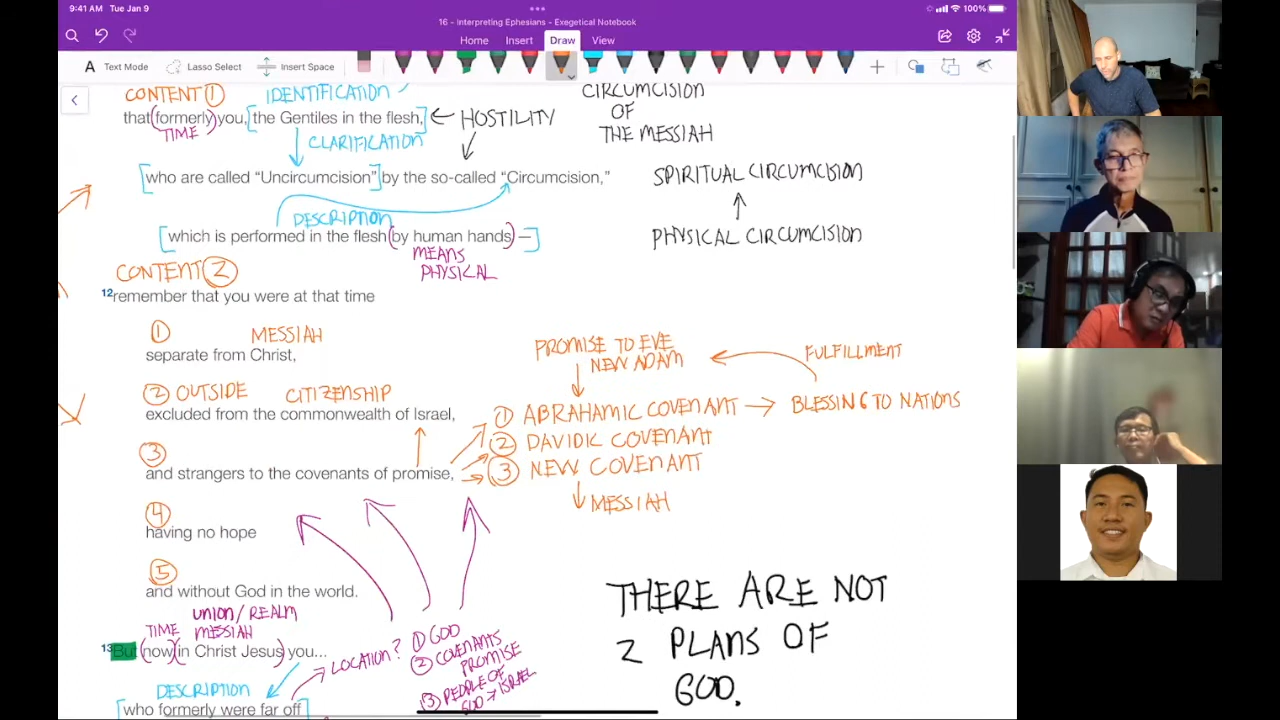 9:41 AM Tue Jan 9
100%
16 - Interpreting Ephesians - Exegetical Notebook
Home Insert Draw View
A Text Mode Lasso Select Insert Space
CONTENT 1 IDENTIFICATION
CIRCUMCISION
that (formerly) you, [the Gentiles in the flesh,] ← HOSTILITY
OF
TIME
CLARIFICATION
THE MESSIAH
[who are called “Uncircumcision”] by the so-called “Circumcision,”
SPIRITUAL CIRCUMCISION
DESCRIPTION
[which is performed in the flesh (by human hands) —]
PHYSICAL CIRCUMCISION
MEANS
PHYSICAL
CONTENT 2
12 remember that you were at that time
1 MESSIAH
separate from Christ,
PROMISE TO EVE
NEW ADAM
FULFILLMENT
2 OUTSIDE CITIZENSHIP
excluded from the commonwealth of Israel,
1 ABRAHAMIC COVENANT → BLESSING TO NATIONS
2 DAVIDIC COVENANT
3
and strangers to the covenants of promise,
3 NEW COVENANT
MESSIAH
4
having no hope
5
and without God in the world.
THERE ARE NOT
2 PLANS OF
GOD.
UNION/REALM
TIME MESSIAH
13 But (now) (in Christ Jesus) you...
LOCATION?
1 GOD
2 COVENANTS
PROMISE
3 PEOPLE OF
GOD → ISRAEL
DESCRIPTION
[who formerly were far off]